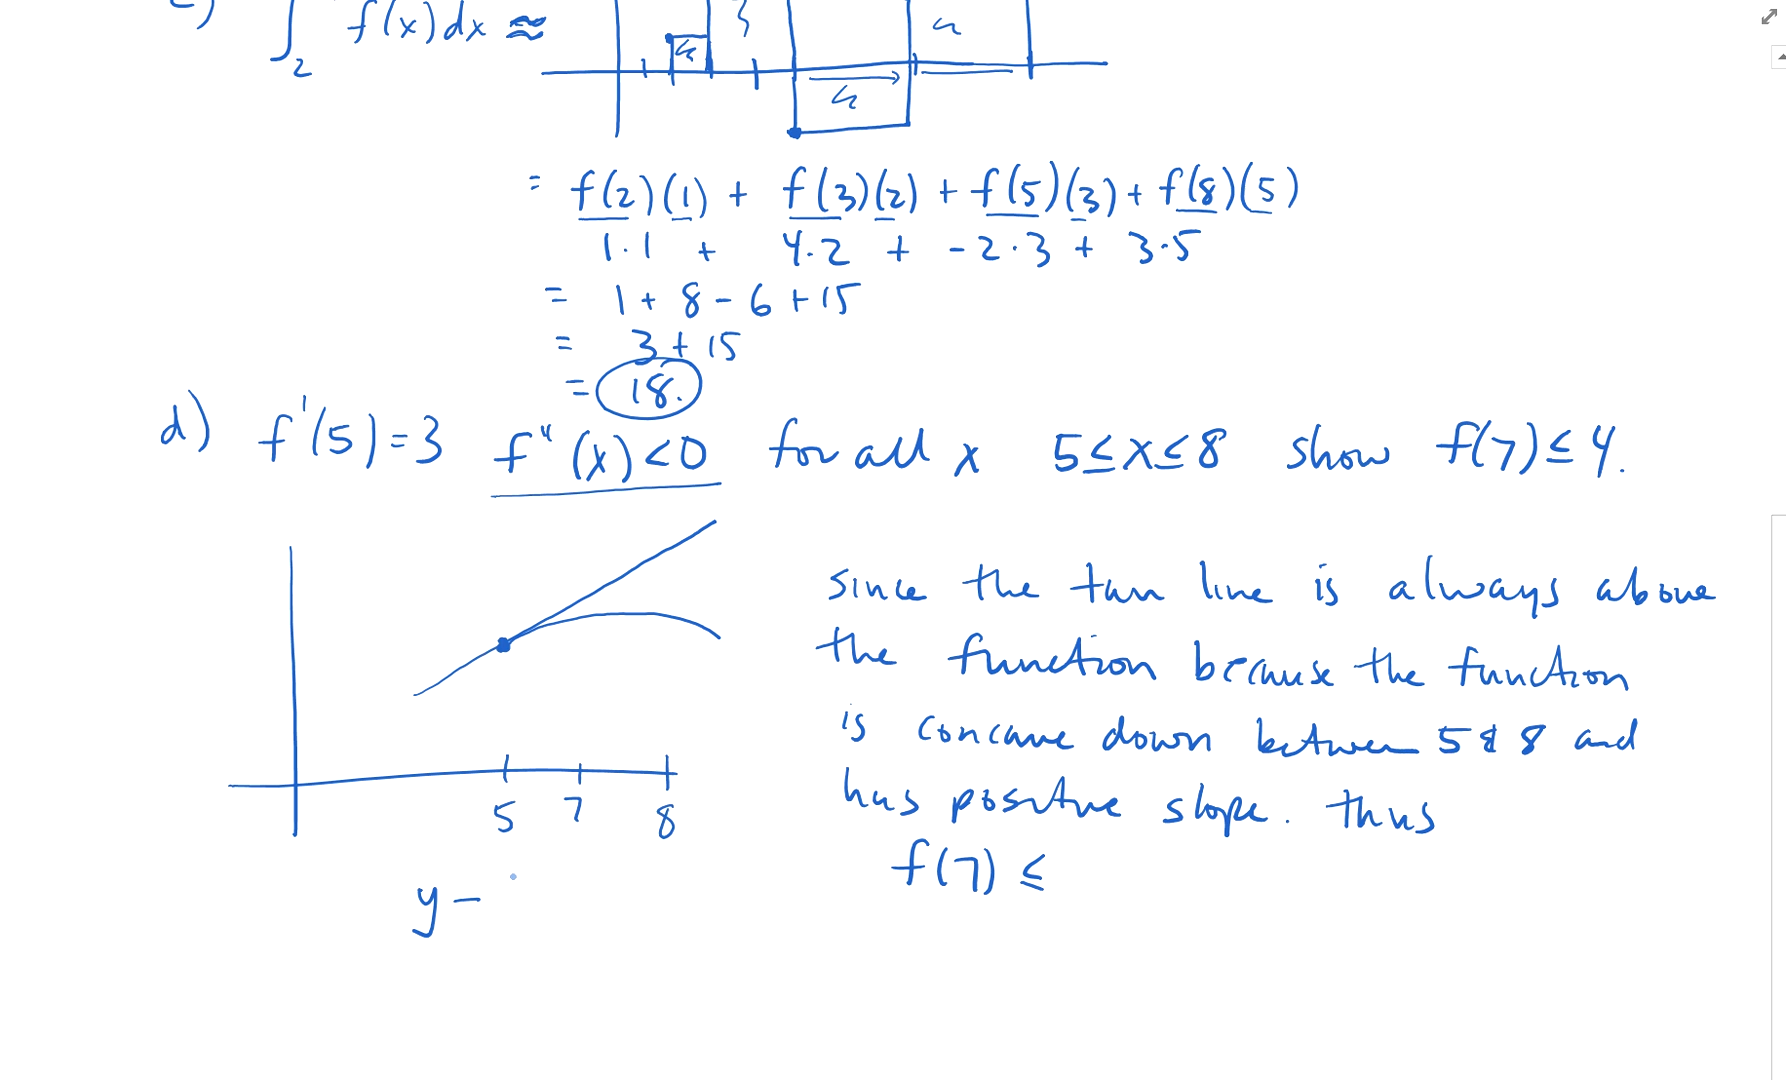 c) ∫₂ f(x)dx ≈
h
h
= f(2)(1) + f(3)(2) + f(5)(3) + f(8)(5)
1·1 + 4·2 + -2·3 + 3·5
= 1 + 8 - 6 + 15
= 3 + 15
= 18.
d) f'(5)=3 f"(x)<0 for all x 5≤x≤8 show f(7)≤4.
since the tan line is always above
the function because the function
is concave down between 5 & 8 and
has positive slope. thus
5 7 8
f(7) ≤
y -